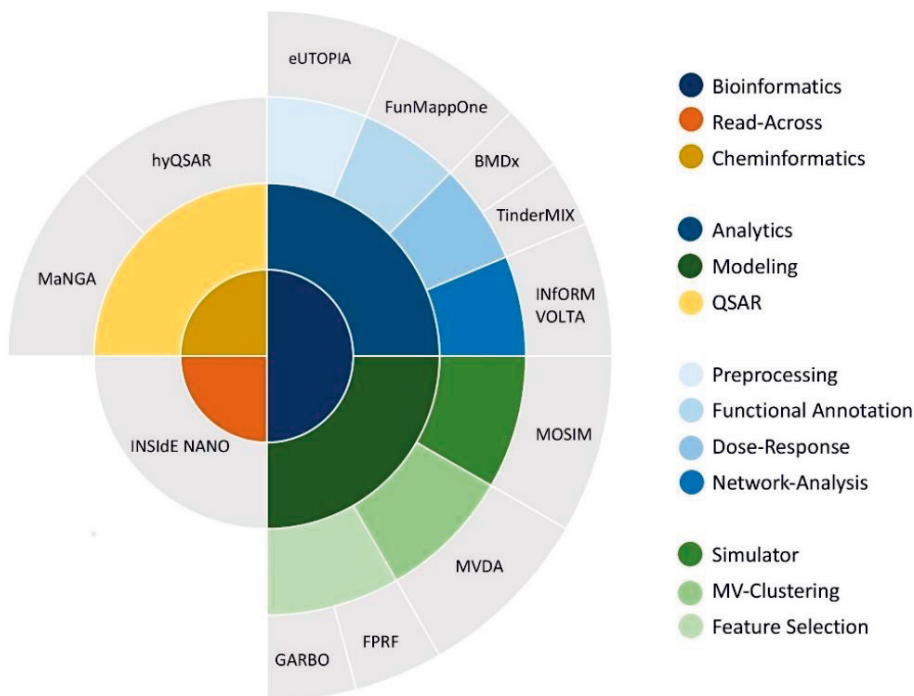 eUTOPIA
FunMappOne
BMDx
TinderMIX
INfORM
VOLTA
hyQSAR
MaNGA
INSIdE NANO
MOSIM
MVDA
FPRF
GARBO
Bioinformatics
Read-Across
Cheminformatics
Analytics
Modeling
QSAR
Preprocessing
Functional Annotation
Dose-Response
Network-Analysis
Simulator
MV-Clustering
Feature Selection